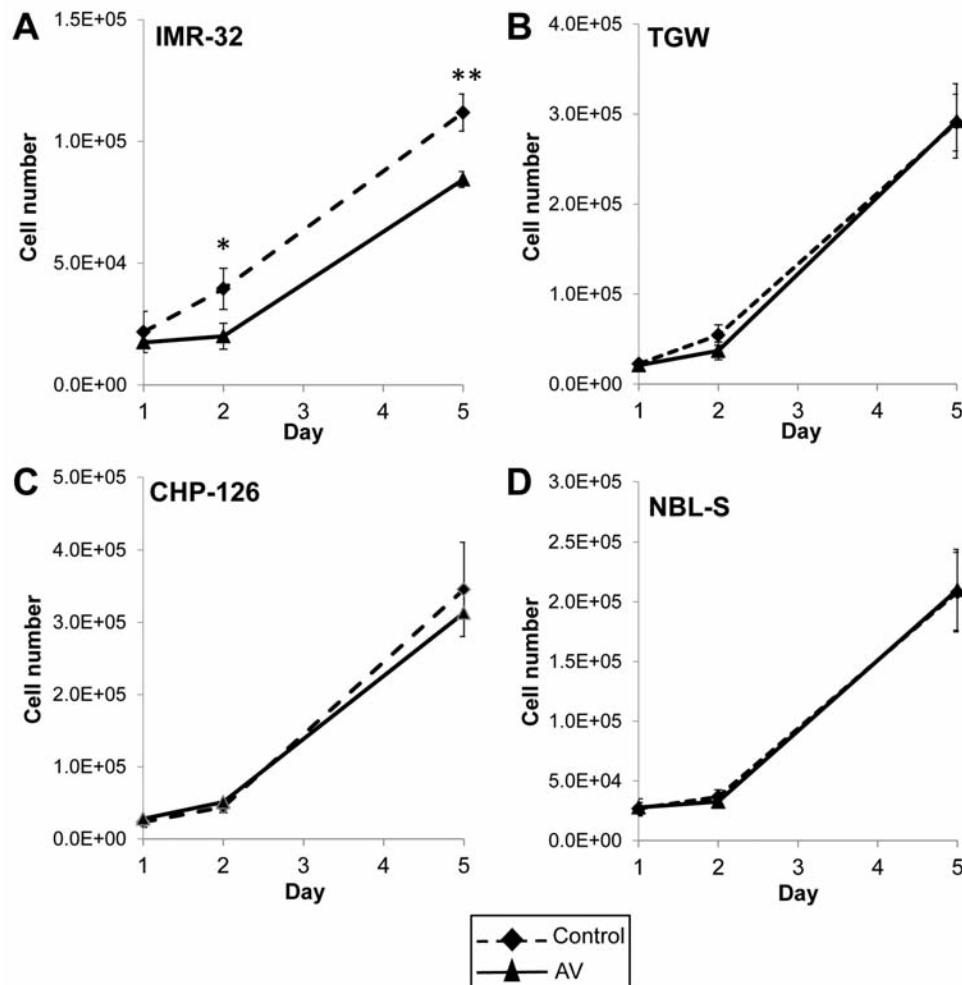 A
IMR-32
1.5E+05
1.0E+05
5.0E+04
0.0E+00
Cell number
*
**
1 2 3 4 5
Day
B
TGW
4.0E+05
3.0E+05
2.0E+05
1.0E+05
0.0E+00
Cell number
1 2 3 4 5
Day
C
CHP-126
5.0E+05
4.0E+05
3.0E+05
2.0E+05
1.0E+05
0.0E+00
Cell number
1 2 3 4 5
Day
D
NBL-S
3.0E+05
2.5E+05
2.0E+05
1.5E+05
1.0E+05
5.0E+04
0.0E+00
Cell number
1 2 3 4 5
Day
Control
AV